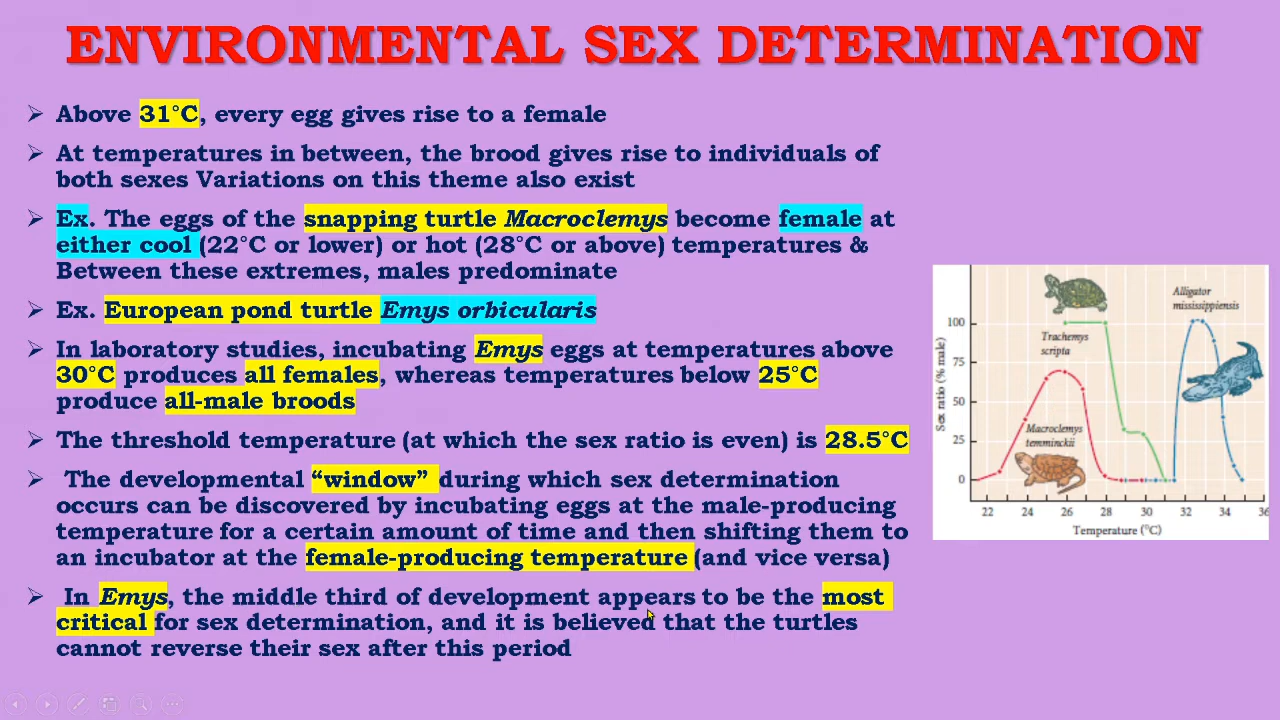 ENVIRONMENTAL SEX DETERMINATION
➢ Above 31°C, every egg gives rise to a female
➢ At temperatures in between, the brood gives rise to individuals of
both sexes Variations on this theme also exist
➢ Ex. The eggs of the snapping turtle Macroclemys become female at
either cool (22°C or lower) or hot (28°C or above) temperatures &
Between these extremes, males predominate
➢ Ex. European pond turtle Emys orbicularis
➢ In laboratory studies, incubating Emys eggs at temperatures above
30°C produces all females, whereas temperatures below 25°C
produce all-male broods
➢ The threshold temperature (at which the sex ratio is even) is 28.5°C
➢ The developmental “window” during which sex determination
occurs can be discovered by incubating eggs at the male-producing
temperature for a certain amount of time and then shifting them to
an incubator at the female-producing temperature (and vice versa)
➢ In Emys, the middle third of development appears to be the most
critical for sex determination, and it is believed that the turtles
cannot reverse their sex after this period
Alligator
mississippiensis
Trachemys
scripta
Macroclemys
temminckii
Sex ratio (% male)
100
75
50
25
0
22 24 26 28 30 32 34 36
Temperature (°C)